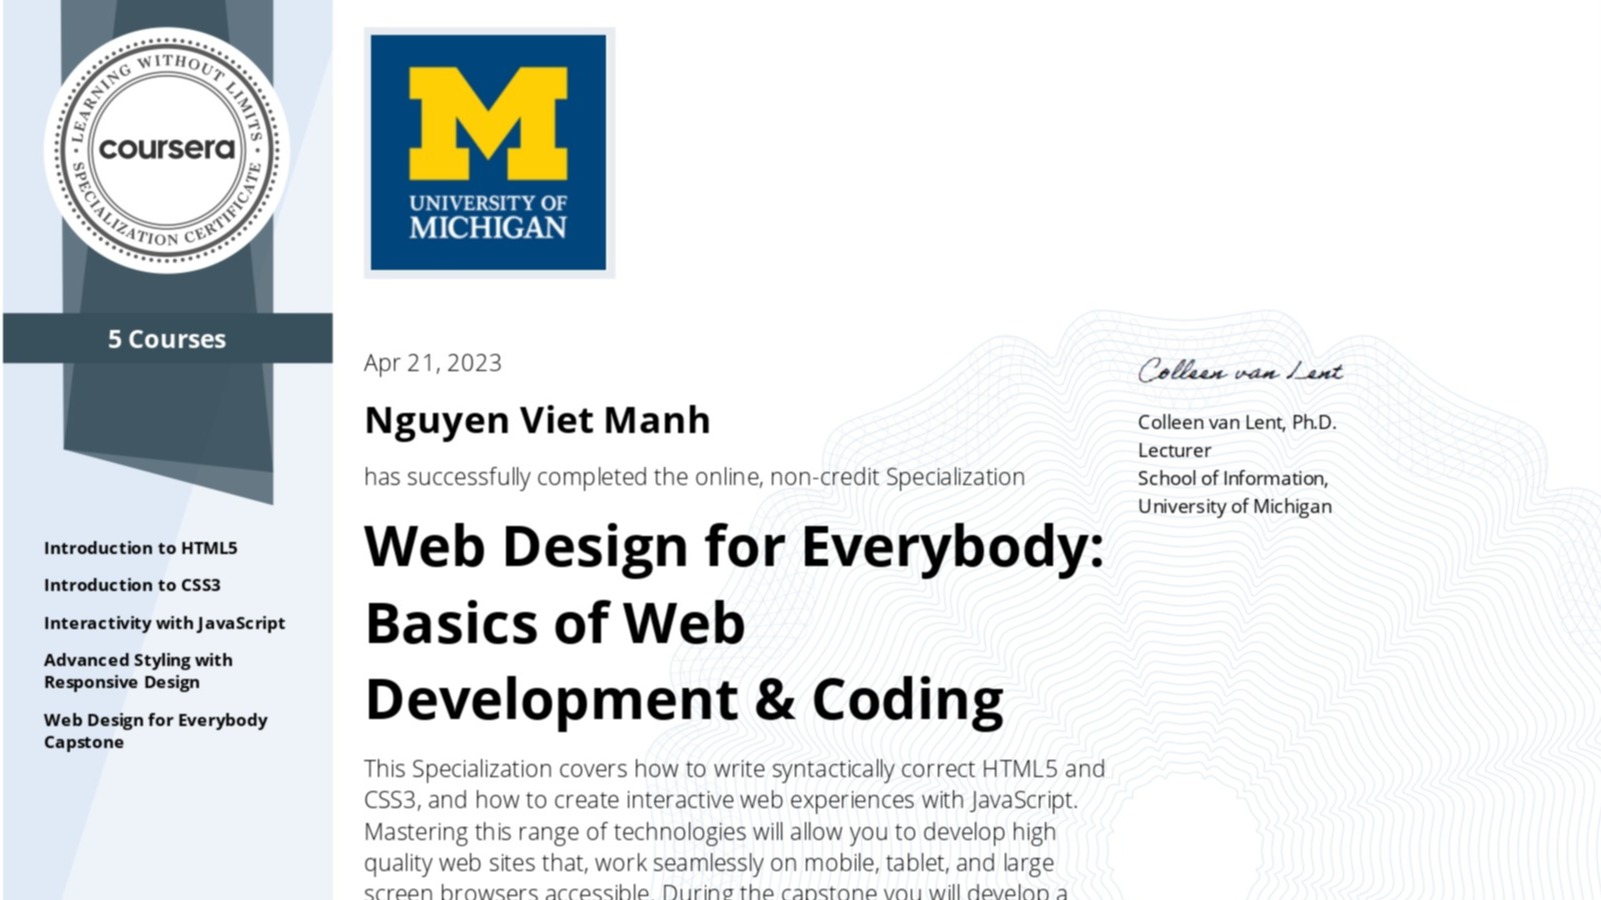 LEARNING WITHOUT LIMITS
coursera
SPECIALIZATION CERTIFICATE
5 Courses
Introduction to HTML5
Introduction to CSS3
Interactivity with JavaScript
Advanced Styling with
Responsive Design
Web Design for Everybody
Capstone
M
UNIVERSITY OF
MICHIGAN
Apr 21, 2023
Nguyen Viet Manh
has successfully completed the online, non-credit Specialization
Web Design for Everybody:
Basics of Web
Development & Coding
This Specialization covers how to write syntactically correct HTML5 and
CSS3, and how to create interactive web experiences with JavaScript.
Mastering this range of technologies will allow you to develop high
quality web sites that, work seamlessly on mobile, tablet, and large
screen browsers accessible. During the capstone you will develop a
Colleen van Lent
Colleen van Lent, Ph.D.
Lecturer
School of Information,
University of Michigan